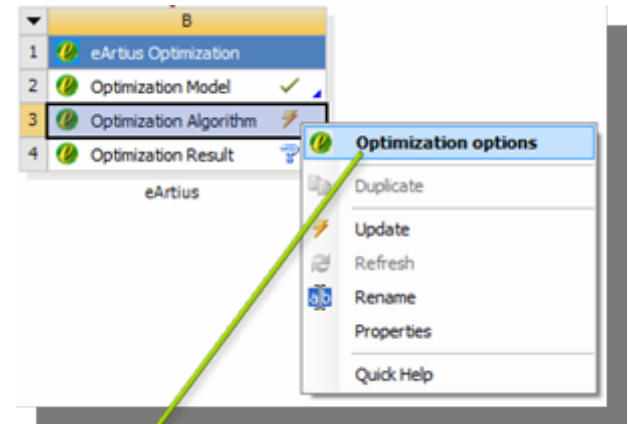 B
1 eArtius Optimization
2 Optimization Model
3 Optimization Algorithm
4 Optimization Result
eArtius
Optimization options
Duplicate
Update
Refresh
ab Rename
Properties
Quick Help